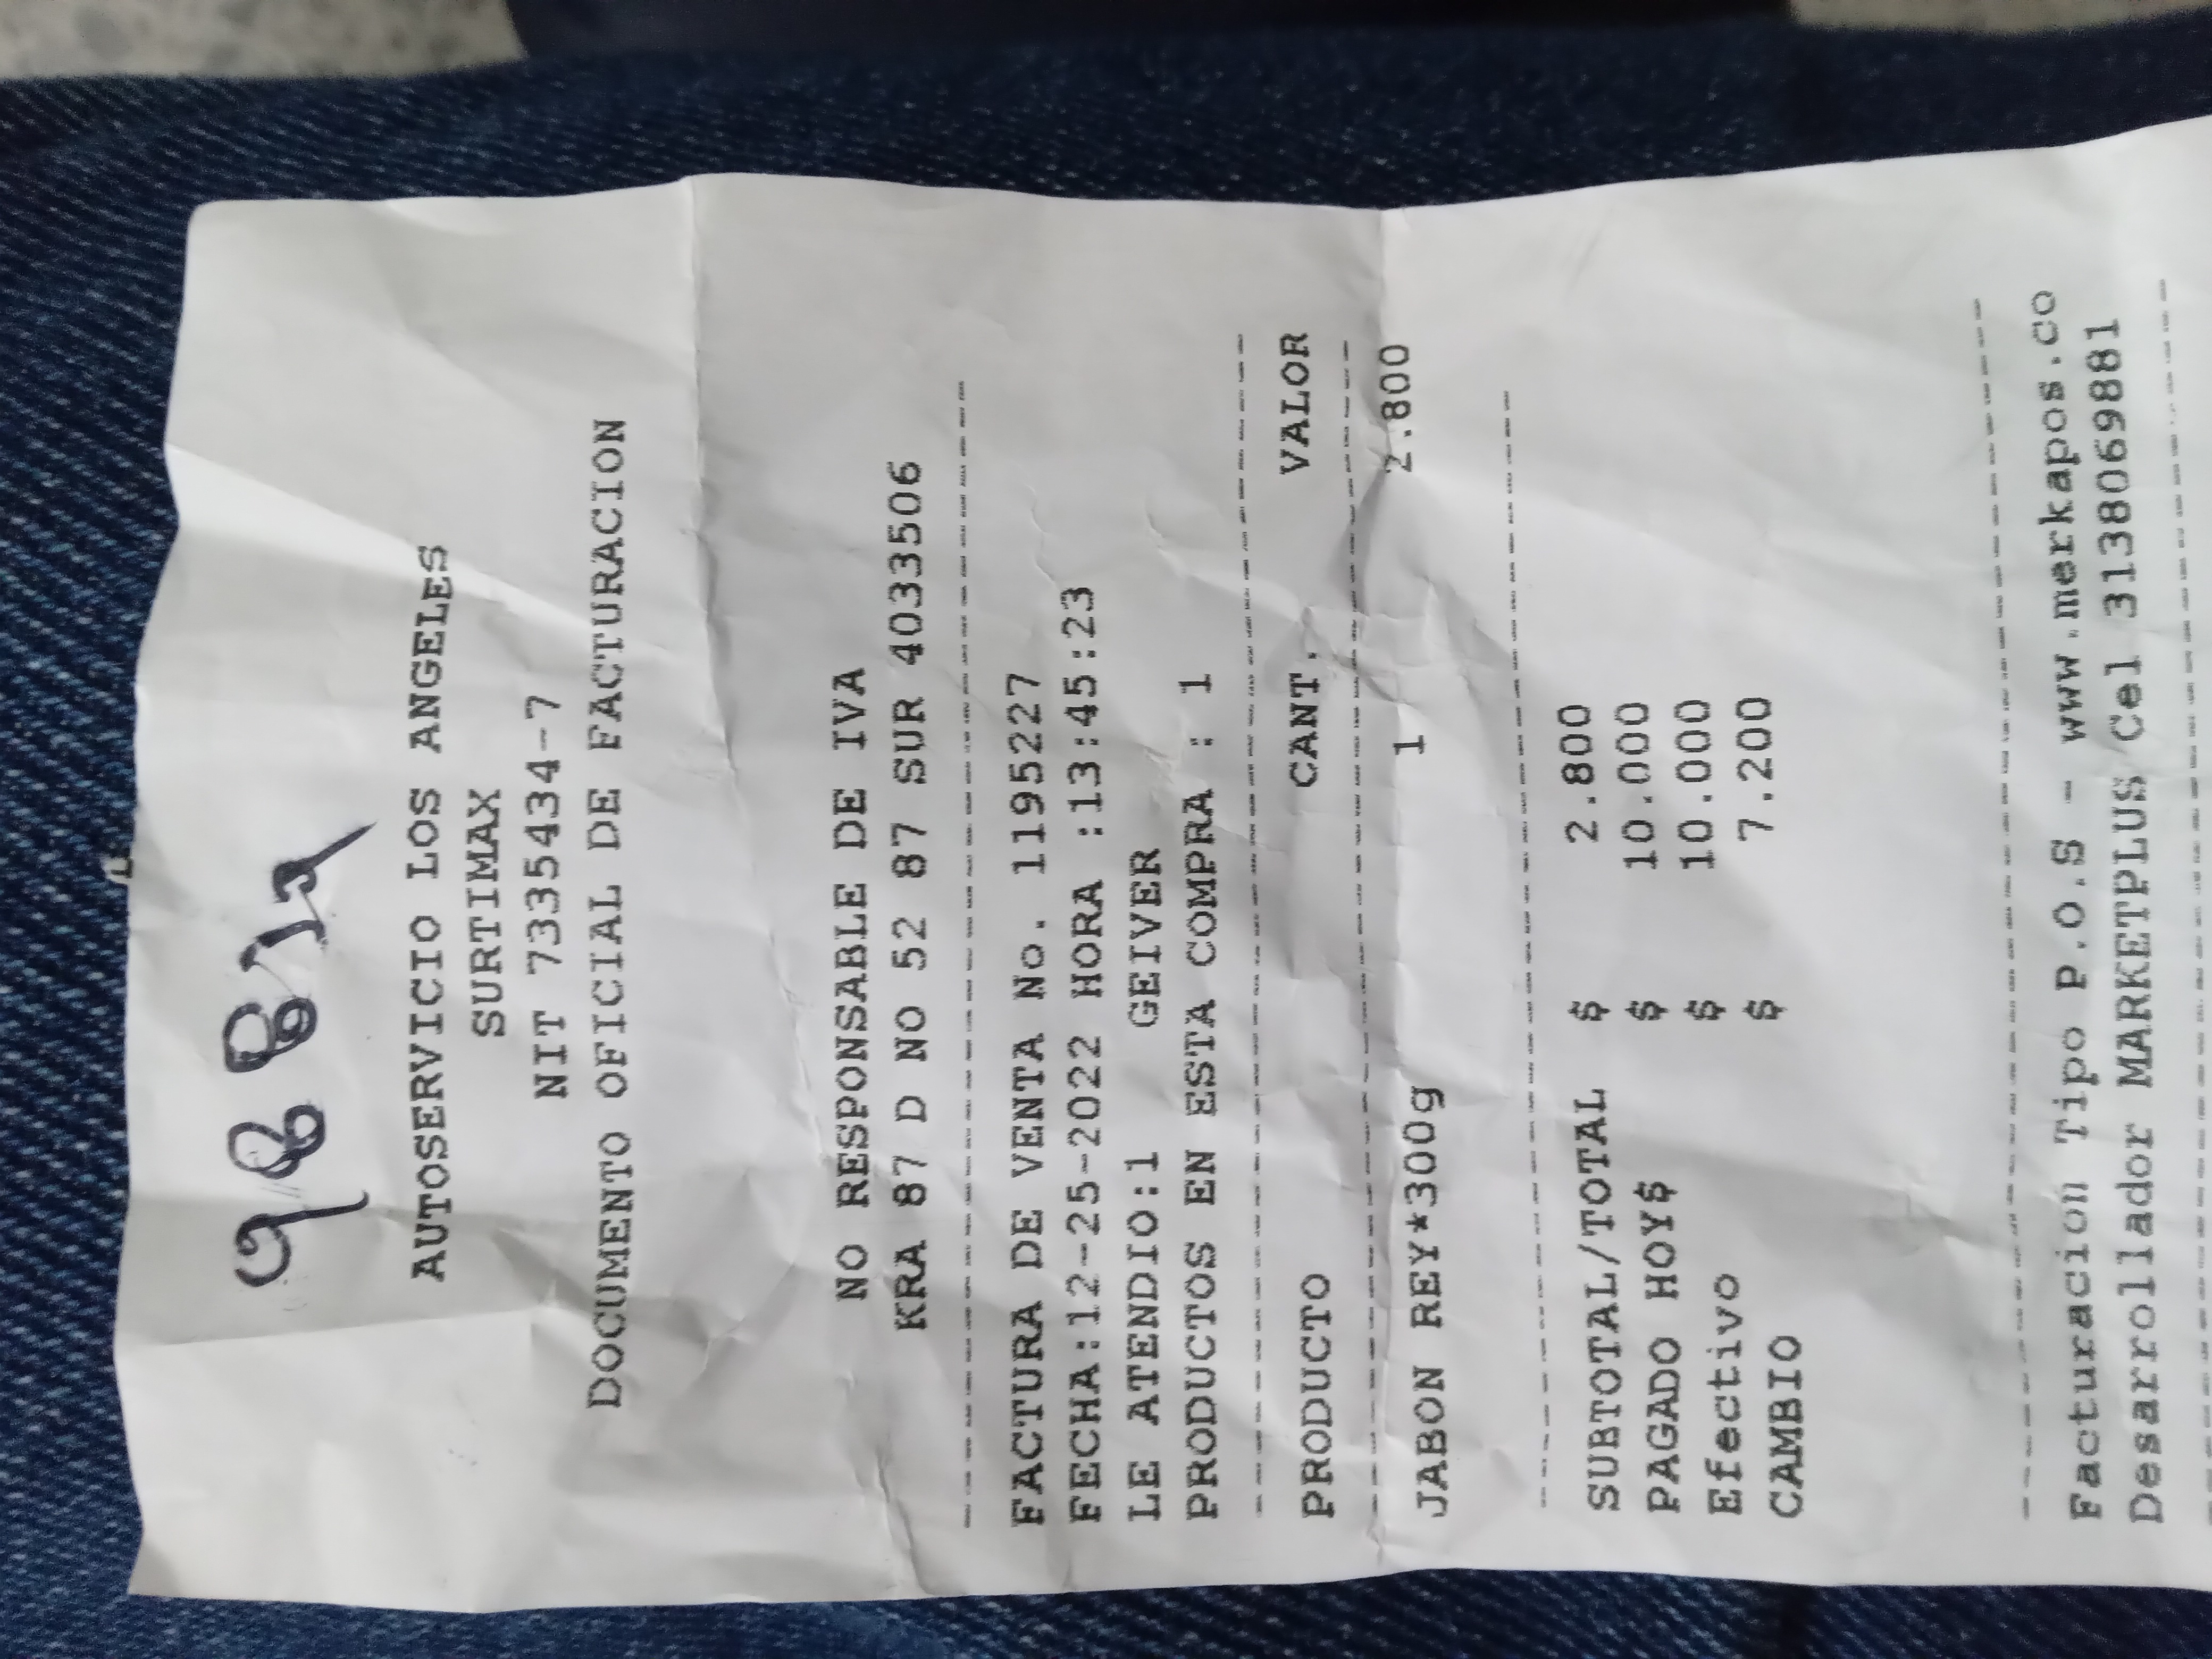 AUTOSERVICIO LOS ANGELES
SURTIMAX
NIT 7335434-7
DOCUMENTO OFICIAL DE FACTURACION
NO RESPONSABLE DE IVA
KRA 87 D NO 52 87 SUR 4033506
FACTURA DE VENTA No. 1195227
FECHA:12-25-2022 HORA :13:45:23
LE ATENDIO:1 GEIVER
PRODUCTOS EN ESTA COMPRA : 1
PRODUCTO CANT. VALOR
JABON REY*300g 1 2.800
SUBTOTAL/TOTAL $ 2.800
PAGADO HOY$ $ 10.000
Efectivo $ 10.000
CAMBIO $ 7.200
Facturacion Tipo P.O.S - www.merkapos.co
Desarrollador MARKETPLUS Cel 3138069881